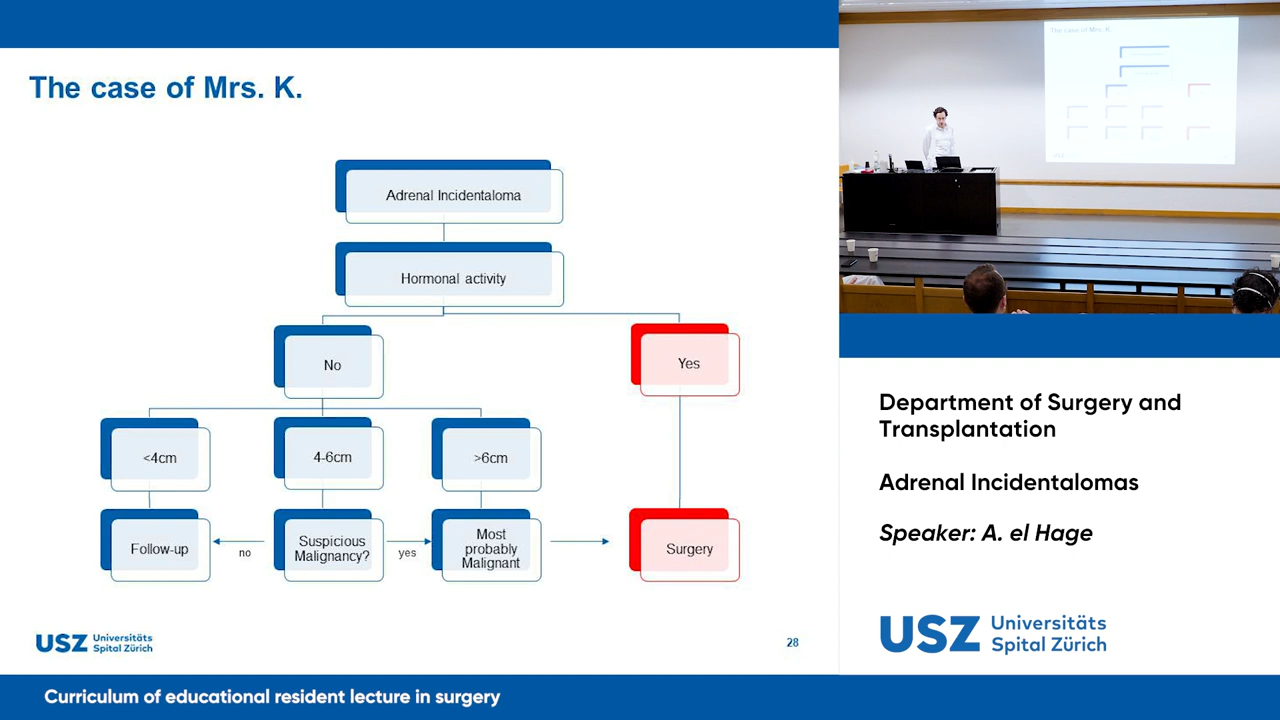 The case of Mrs. K.
Adrenal Incidentaloma
Hormonal activity
No
Yes
<4cm
4-6cm
>6cm
Follow-up
no
Suspicious
Malignancy?
yes
Most
probably
Malignant
Surgery
USZ Universitäts
Spital Zürich
28
The case of Mrs. K.
Department of Surgery and
Transplantation
Adrenal Incidentalomas
Speaker: A. el Hage
USZ Universitäts
Spital Zürich
Curriculum of educational resident lecture in surgery